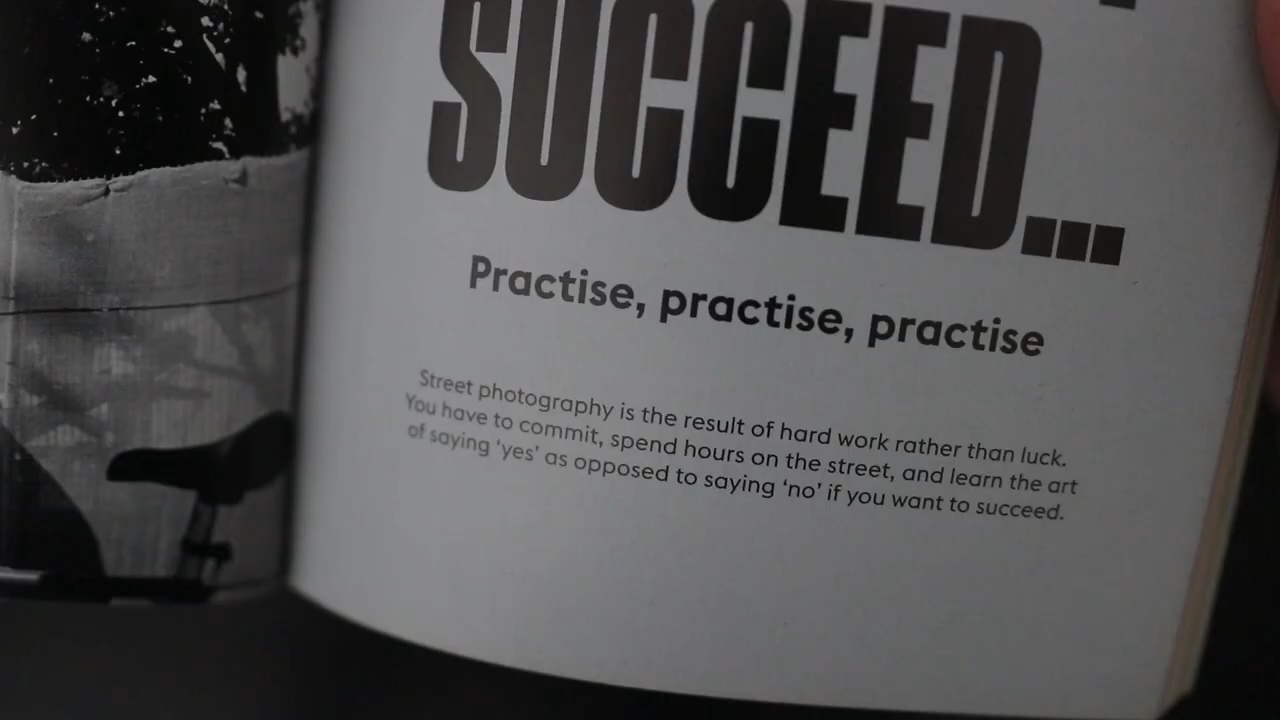 SUCCEED...
Practise, practise, practise
Street photography is the result of hard work rather than luck.
You have to commit, spend hours on the street, and learn the art
of saying ‘yes’ as opposed to saying ‘no’ if you want to succeed.